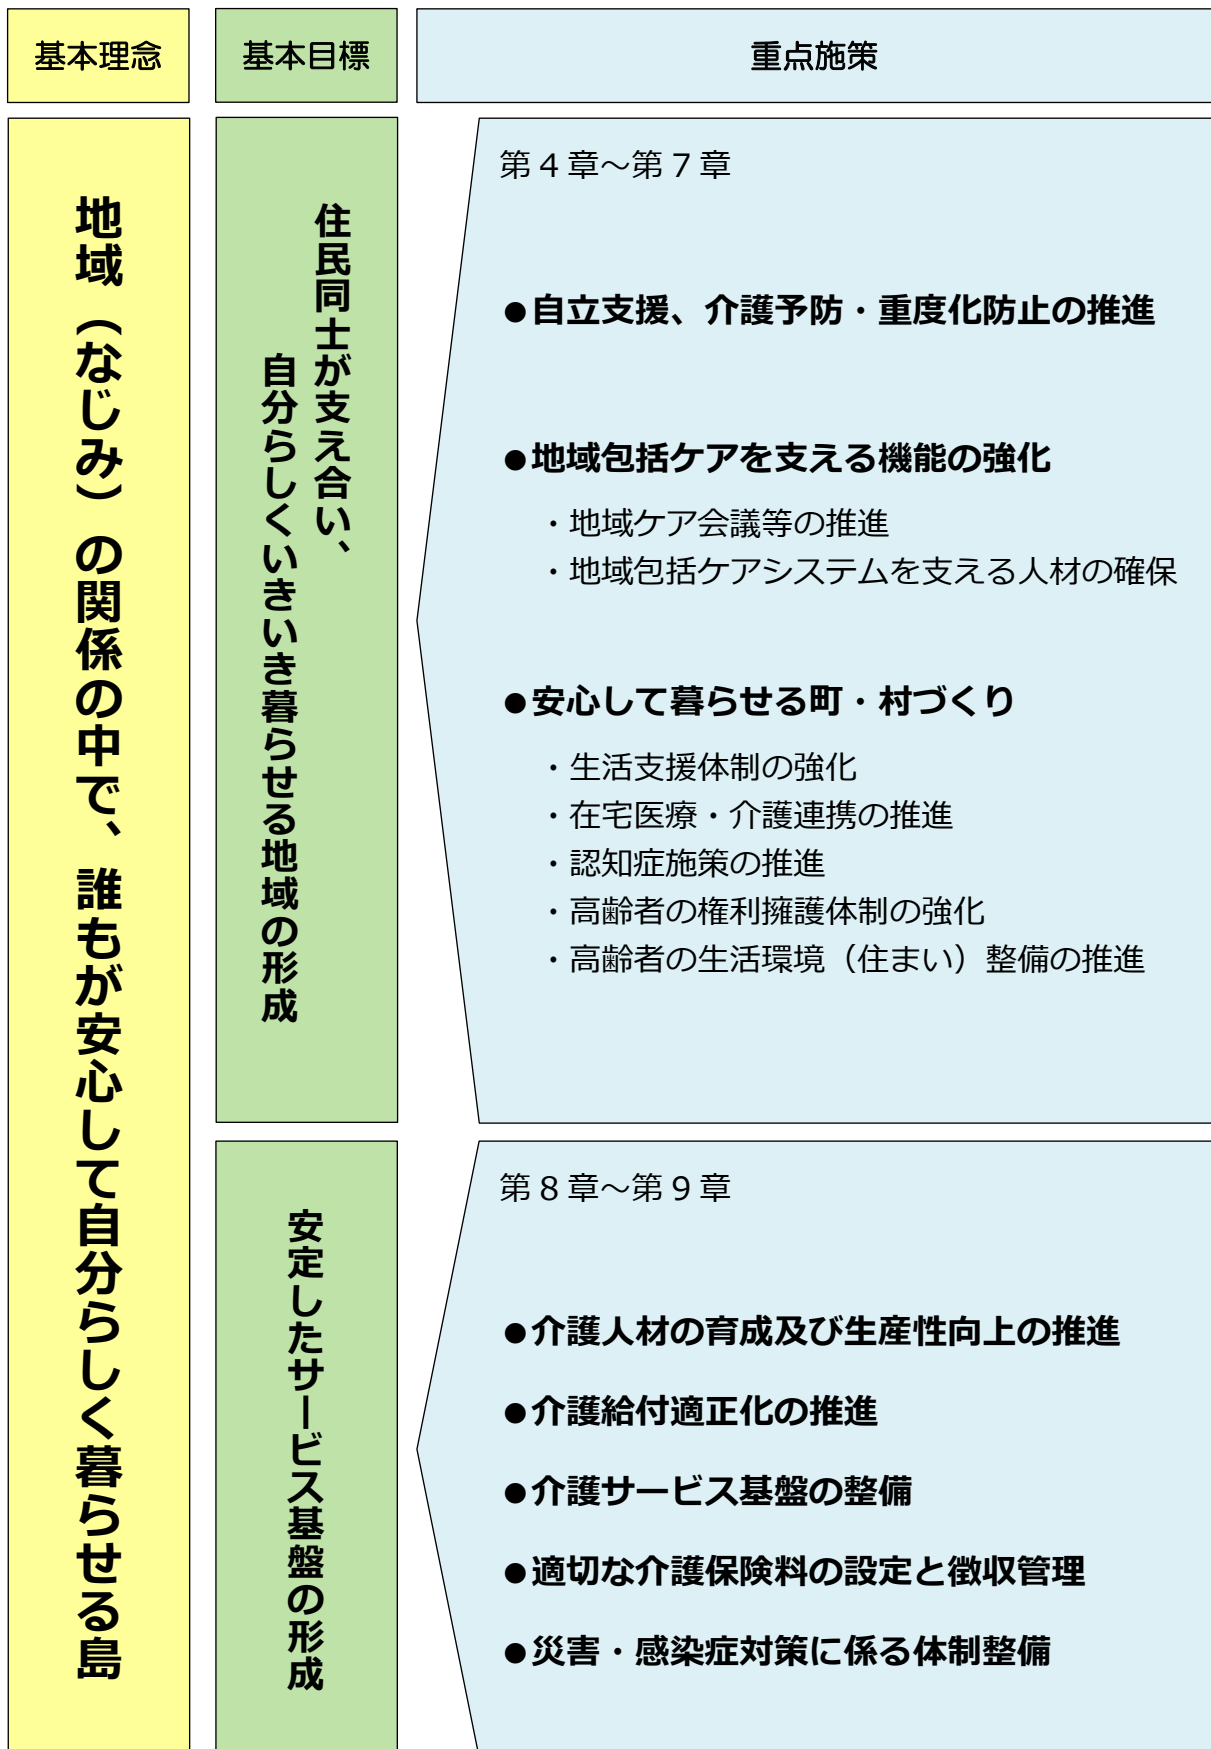 基本理念
基本目標
重点施策
地域（なじみ）の関係の中で、誰もが安心して自分らしく暮らせる島
住民同士が支え合い、
自分らしくいきいき暮らせる地域の形成
第４章～第７章
●自立支援、介護予防・重度化防止の推進
●地域包括ケアを支える機能の強化
・地域ケア会議等の推進
・地域包括ケアシステムを支える人材の確保
●安心して暮らせる町・村づくり
・生活支援体制の強化
・在宅医療・介護連携の推進
・認知症施策の推進
・高齢者の権利擁護体制の強化
・高齢者の生活環境（住まい）整備の推進
安定したサービス基盤の形成
第８章～第９章
●介護人材の育成及び生産性向上の推進
●介護給付適正化の推進
●介護サービス基盤の整備
●適切な介護保険料の設定と徴収管理
●災害・感染症対策に係る体制整備